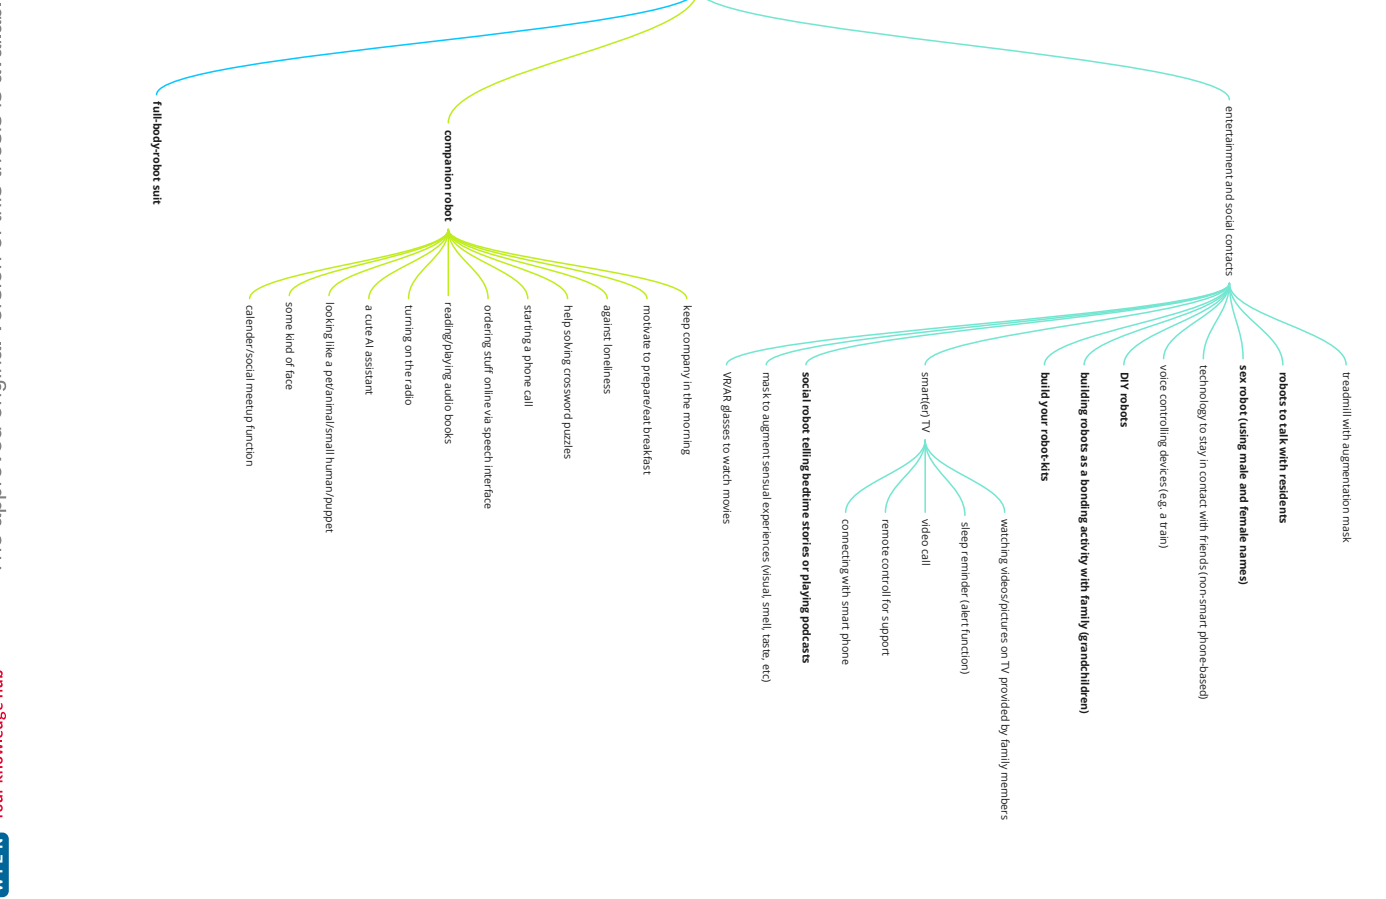 entertainment and social contacts
treadmill with augmentation mask
robots to talk with residents
sex robot (using male and female names)
technology to stay in contact with friends (non-smart phone-based)
voice controlling devices (e.g. a train)
DIY robots
building robots as a bonding activity with family (grandchildren)
build your robot-kits
smart(er) TV
watching videos/pictures on TV provided by family members
sleep reminder (alert function)
video call
remote controll for support
connecting with smart phone
social robot telling bedtime stories or playing podcasts
mask to augment sensual experiences (visual, smell, taste, etc)
VR/AR glasses to watch movies
companion robot
keep company in the morning
motivate to prepare/eat breakfast
against loneliness
help solving crossword puzzles
starting a phone call
ordering stuff online via speech interface
reading/playing audio books
turning on the radio
a cute AI assistant
looking like a pet/animal/small human/puppet
some kind of face
calender/social meetup function
full-body-robot suit